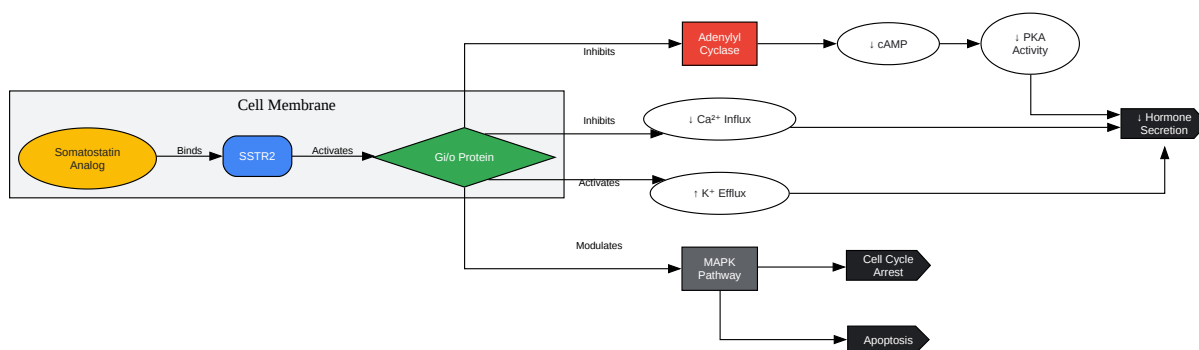 Cell Membrane
Somatostatin
Analog
Binds
SSTR2
Activates
Gi/o Protein
Inhibits
Adenylyl
Cyclase
↓ cAMP
↓ PKA
Activity
Inhibits
↓ Ca²⁺ Influx
↓ Hormone
Secretion
Activates
↑ K⁺ Efflux
Modulates
MAPK
Pathway
Cell Cycle
Arrest
Apoptosis